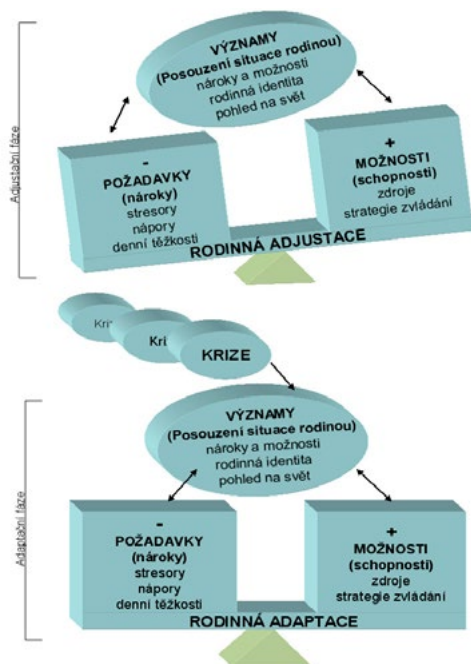 Adjustační fáze
VÝZNAMY
(Posouzení situace rodinou)
nároky a možnosti
rodinná identita
pohled na svět
-
POŽADAVKY
(nároky)
stresory
nápory
denní těžkosti
+
MOŽNOSTI
(schopnosti)
zdroje
strategie zvládání
RODINNÁ ADJUSTACE
Kri
Kri
KRIZE
Adaptační fáze
VÝZNAMY
(Posouzení situace rodinou)
nároky a možnosti
rodinná identita
pohled na svět
-
POŽADAVKY
(nároky)
stresory
nápory
denní těžkosti
+
MOŽNOSTI
(schopnosti)
zdroje
strategie zvládání
RODINNÁ ADAPTACE